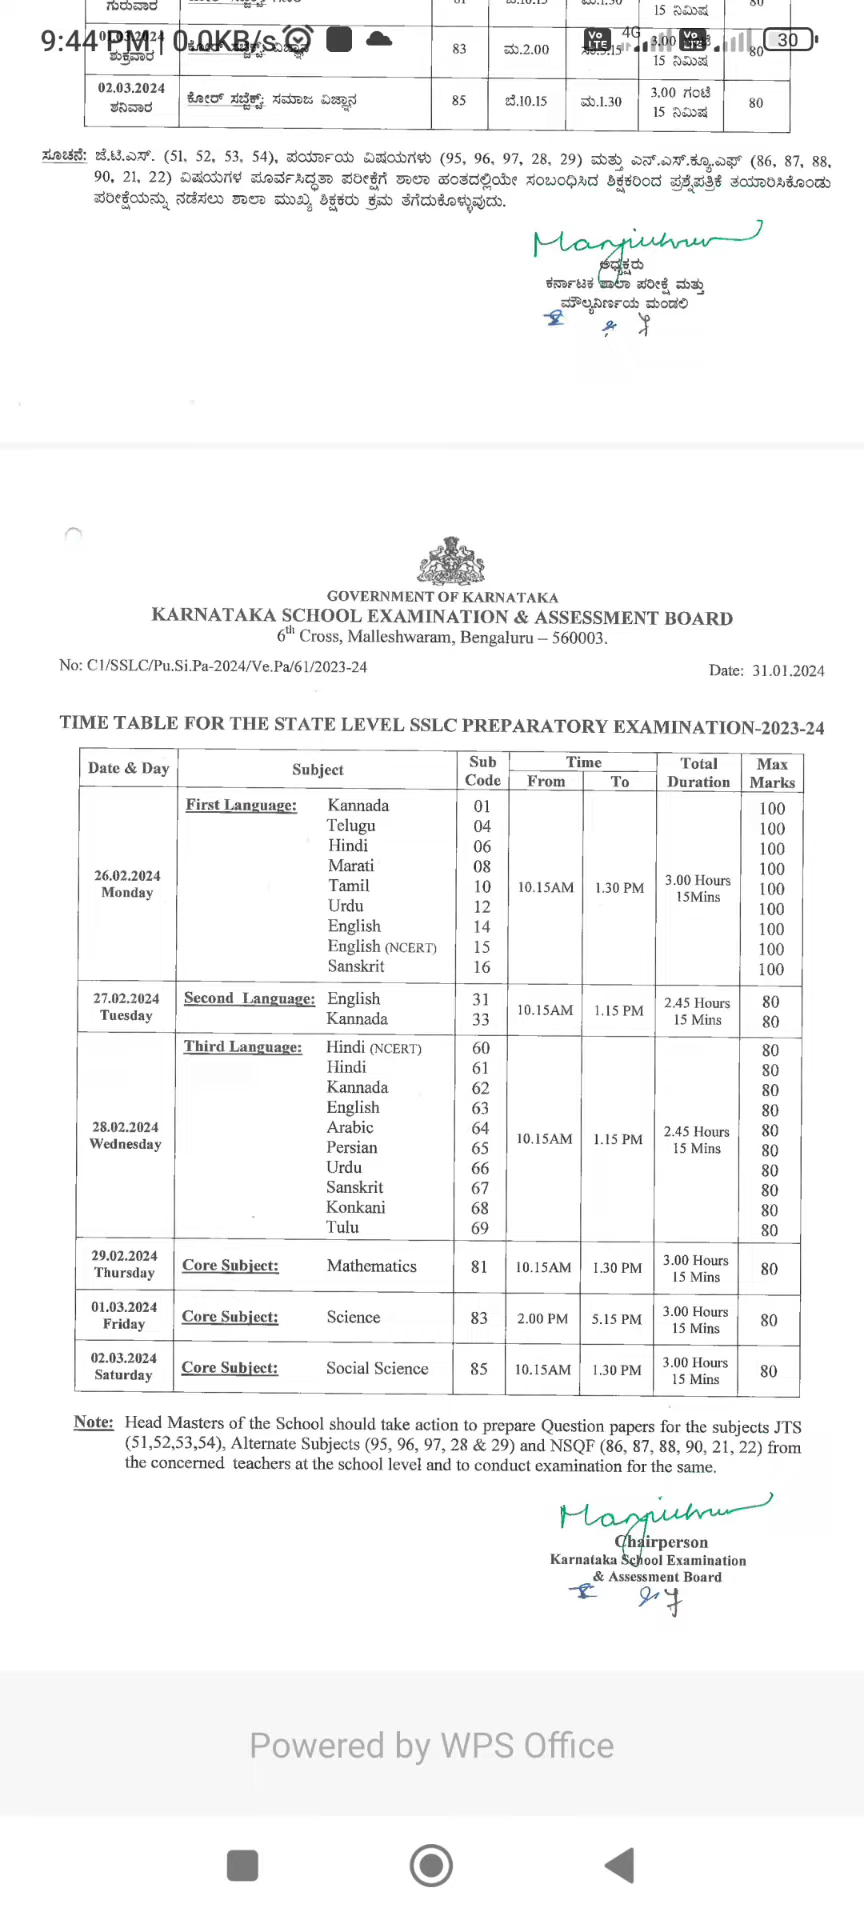 ಗುರುವಾರ
15 ನಿಮಿಷ
9:44 PM | 0.0KB/s
4G
30
01.03.2024
ಶುಕ್ರವಾರ
ಕೋರ್ ಸಬ್ಜೆಕ್ಟ್: ವಿಜ್ಞಾನ 83 ಮ.2.00 ಸಂ.5.15 3.00 80
15 ನಿಮಿಷ
02.03.2024
ಶನಿವಾರ
ಕೋರ್ ಸಬ್ಜೆಕ್ಟ್: ಸಮಾಜ ವಿಜ್ಞಾನ 85 ಬೆ.10.15 ಮ.1.30 3.00 ಗಂಟೆ 80
15 ನಿಮಿಷ
ಸೂಚನೆ: ಜೆ.ಟಿ.ಎಸ್. (51, 52, 53, 54), ಪರ್ಯಾಯ ವಿಷಯಗಳು (95, 96, 97, 28, 29) ಮತ್ತು ಎನ್.ಎಸ್.ಕ್ಯೂ.ಎಫ್ (86, 87, 88,
90, 21, 22) ವಿಷಯಗಳ ಪೂರ್ವಸಿದ್ಧತಾ ಪರೀಕ್ಷೆಗೆ ಶಾಲಾ ಹಂತದಲ್ಲಿಯೇ ಸಂಬಂಧಿಸಿದ ಶಿಕ್ಷಕರಿಂದ ಪ್ರಶ್ನೆಪತ್ರಿಕೆ ತಯಾರಿಸಿಕೊಂಡು
ಪರೀಕ್ಷೆಯನ್ನು ನಡೆಸಲು ಶಾಲಾ ಮುಖ್ಯ ಶಿಕ್ಷಕರು ಕ್ರಮ ತೆಗೆದುಕೊಳ್ಳುವುದು.
ಅಧ್ಯಕ್ಷರು
ಕರ್ನಾಟಕ ಶಾಲಾ ಪರೀಕ್ಷೆ ಮತ್ತು
ಮೌಲ್ಯನಿರ್ಣಯ ಮಂಡಲಿ
GOVERNMENT OF KARNATAKA
KARNATAKA SCHOOL EXAMINATION & ASSESSMENT BOARD
6th Cross, Malleshwaram, Bengaluru – 560003.
No: C1/SSLC/Pu.Si.Pa-2024/Ve.Pa/61/2023-24 Date: 31.01.2024
TIME TABLE FOR THE STATE LEVEL SSLC PREPARATORY EXAMINATION-2023-24
Date & Day Subject Sub Code Time From To Total Duration Max Marks
26.02.2024 Monday 10.15AM 1.30 PM 3.00 Hours 15Mins
First Language: Kannada 01 100
Telugu 04 100
Hindi 06 100
Marati 08 100
Tamil 10 100
Urdu 12 100
English 14 100
English (NCERT) 15 100
Sanskrit 16 100
27.02.2024 Tuesday 10.15AM 1.15 PM 2.45 Hours 15 Mins
Second Language: English 31 80
Kannada 33 80
28.02.2024 Wednesday 10.15AM 1.15 PM 2.45 Hours 15 Mins
Third Language: Hindi (NCERT) 60 80
Hindi 61 80
Kannada 62 80
English 63 80
Arabic 64 80
Persian 65 80
Urdu 66 80
Sanskrit 67 80
Konkani 68 80
Tulu 69 80
29.02.2024 Thursday Core Subject: Mathematics 81 10.15AM 1.30 PM 3.00 Hours 15 Mins 80
01.03.2024 Friday Core Subject: Science 83 2.00 PM 5.15 PM 3.00 Hours 15 Mins 80
02.03.2024 Saturday Core Subject: Social Science 85 10.15AM 1.30 PM 3.00 Hours 15 Mins 80
Note: Head Masters of the School should take action to prepare Question papers for the subjects JTS
(51,52,53,54), Alternate Subjects (95, 96, 97, 28 & 29) and NSQF (86, 87, 88, 90, 21, 22) from
the concerned teachers at the school level and to conduct examination for the same.
Chairperson
Karnataka School Examination
& Assessment Board
Powered by WPS Office